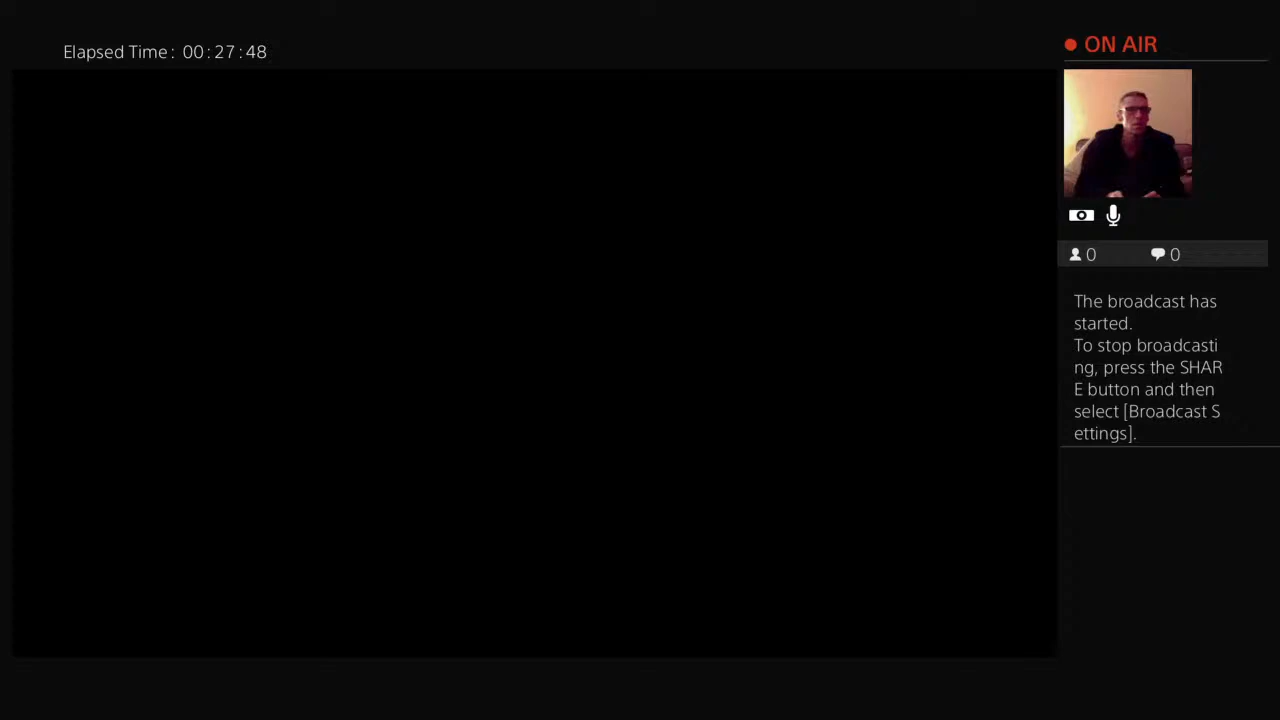 Elapsed Time: 00:27:48
ON AIR
0 0
The broadcast has
started.
To stop broadcasti
ng, press the SHAR
E button and then
select [Broadcast S
ettings].